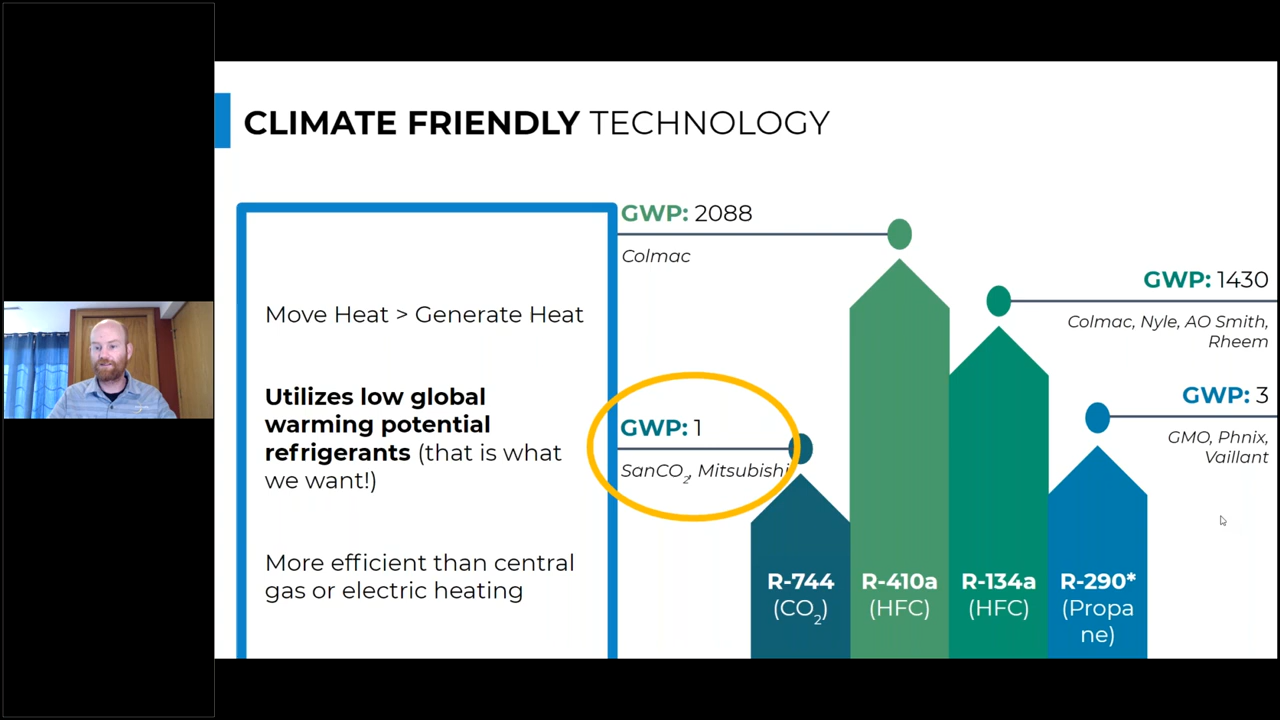 CLIMATE FRIENDLY TECHNOLOGY
Move Heat > Generate Heat
Utilizes low global
warming potential
refrigerants (that is what
we want!)
More efficient than central
gas or electric heating
GWP: 2088
Colmac
GWP: 1430
Colmac, Nyle, AO Smith,
Rheem
GWP: 3
GMO, Phnix,
Vaillant
GWP: 1
SanCO₂, Mitsubishi
R-744
(CO₂)
R-410a
(HFC)
R-134a
(HFC)
R-290*
(Propa
ne)